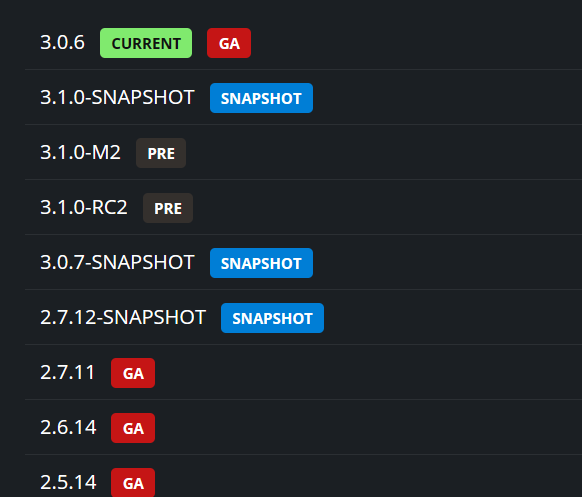 3.0.6 CURRENT GA
3.1.0-SNAPSHOT SNAPSHOT
3.1.0-M2 PRE
3.1.0-RC2 PRE
3.0.7-SNAPSHOT SNAPSHOT
2.7.12-SNAPSHOT SNAPSHOT
2.7.11 GA
2.6.14 GA
2.5.14 GA